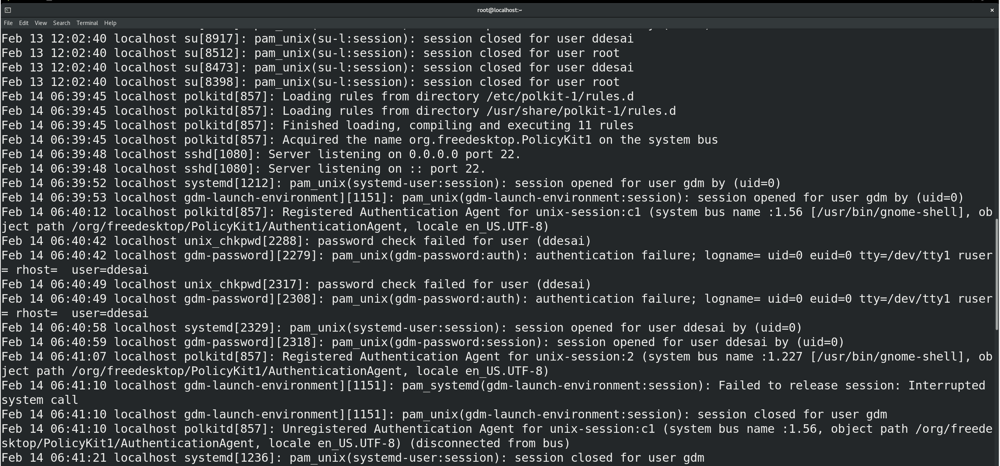 root@localhost:~
File Edit View Search Terminal Help
Feb 13 12:02:40 localhost su[8917]: pam_unix(su-l:session): session closed for user ddesai
Feb 13 12:02:40 localhost su[8512]: pam_unix(su-l:session): session closed for user root
Feb 13 12:02:40 localhost su[8473]: pam_unix(su-l:session): session closed for user ddesai
Feb 13 12:02:40 localhost su[8398]: pam_unix(su-l:session): session closed for user root
Feb 14 06:39:45 localhost polkitd[857]: Loading rules from directory /etc/polkit-1/rules.d
Feb 14 06:39:45 localhost polkitd[857]: Loading rules from directory /usr/share/polkit-1/rules.d
Feb 14 06:39:45 localhost polkitd[857]: Finished loading, compiling and executing 11 rules
Feb 14 06:39:45 localhost polkitd[857]: Acquired the name org.freedesktop.PolicyKit1 on the system bus
Feb 14 06:39:48 localhost sshd[1080]: Server listening on 0.0.0.0 port 22.
Feb 14 06:39:48 localhost sshd[1080]: Server listening on :: port 22.
Feb 14 06:39:52 localhost systemd[1212]: pam_unix(systemd-user:session): session opened for user gdm by (uid=0)
Feb 14 06:39:53 localhost gdm-launch-environment][1151]: pam_unix(gdm-launch-environment:session): session opened for user gdm by (uid=0)
Feb 14 06:40:12 localhost polkitd[857]: Registered Authentication Agent for unix-session:c1 (system bus name :1.56 [/usr/bin/gnome-shell], ob
ject path /org/freedesktop/PolicyKit1/AuthenticationAgent, locale en_US.UTF-8)
Feb 14 06:40:42 localhost unix_chkpwd[2288]: password check failed for user (ddesai)
Feb 14 06:40:42 localhost gdm-password][2279]: pam_unix(gdm-password:auth): authentication failure; logname= uid=0 euid=0 tty=/dev/tty1 ruser
= rhost=  user=ddesai
Feb 14 06:40:49 localhost unix_chkpwd[2317]: password check failed for user (ddesai)
Feb 14 06:40:49 localhost gdm-password][2308]: pam_unix(gdm-password:auth): authentication failure; logname= uid=0 euid=0 tty=/dev/tty1 ruser
= rhost=  user=ddesai
Feb 14 06:40:58 localhost systemd[2329]: pam_unix(systemd-user:session): session opened for user ddesai by (uid=0)
Feb 14 06:40:59 localhost gdm-password][2318]: pam_unix(gdm-password:session): session opened for user ddesai by (uid=0)
Feb 14 06:41:07 localhost polkitd[857]: Registered Authentication Agent for unix-session:2 (system bus name :1.227 [/usr/bin/gnome-shell], ob
ject path /org/freedesktop/PolicyKit1/AuthenticationAgent, locale en_US.UTF-8)
Feb 14 06:41:10 localhost gdm-launch-environment][1151]: pam_systemd(gdm-launch-environment:session): Failed to release session: Interrupted
system call
Feb 14 06:41:10 localhost gdm-launch-environment][1151]: pam_unix(gdm-launch-environment:session): session closed for user gdm
Feb 14 06:41:10 localhost polkitd[857]: Unregistered Authentication Agent for unix-session:c1 (system bus name :1.56, object path /org/freede
sktop/PolicyKit1/AuthenticationAgent, locale en_US.UTF-8) (disconnected from bus)
Feb 14 06:41:21 localhost systemd[1236]: pam_unix(systemd-user:session): session closed for user gdm